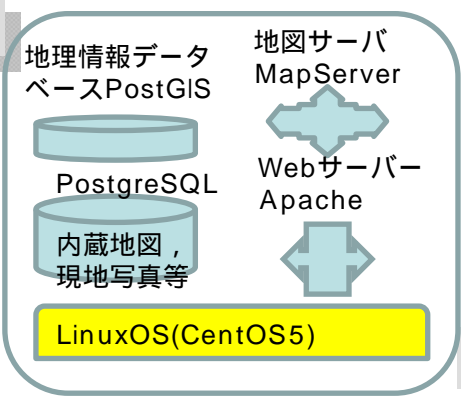 地理情報データ
ベースPostGIS
地図サーバ
MapServer
PostgreSQL
Webサーバー
Apache
内蔵地図，
現地写真等
LinuxOS(CentOS5)